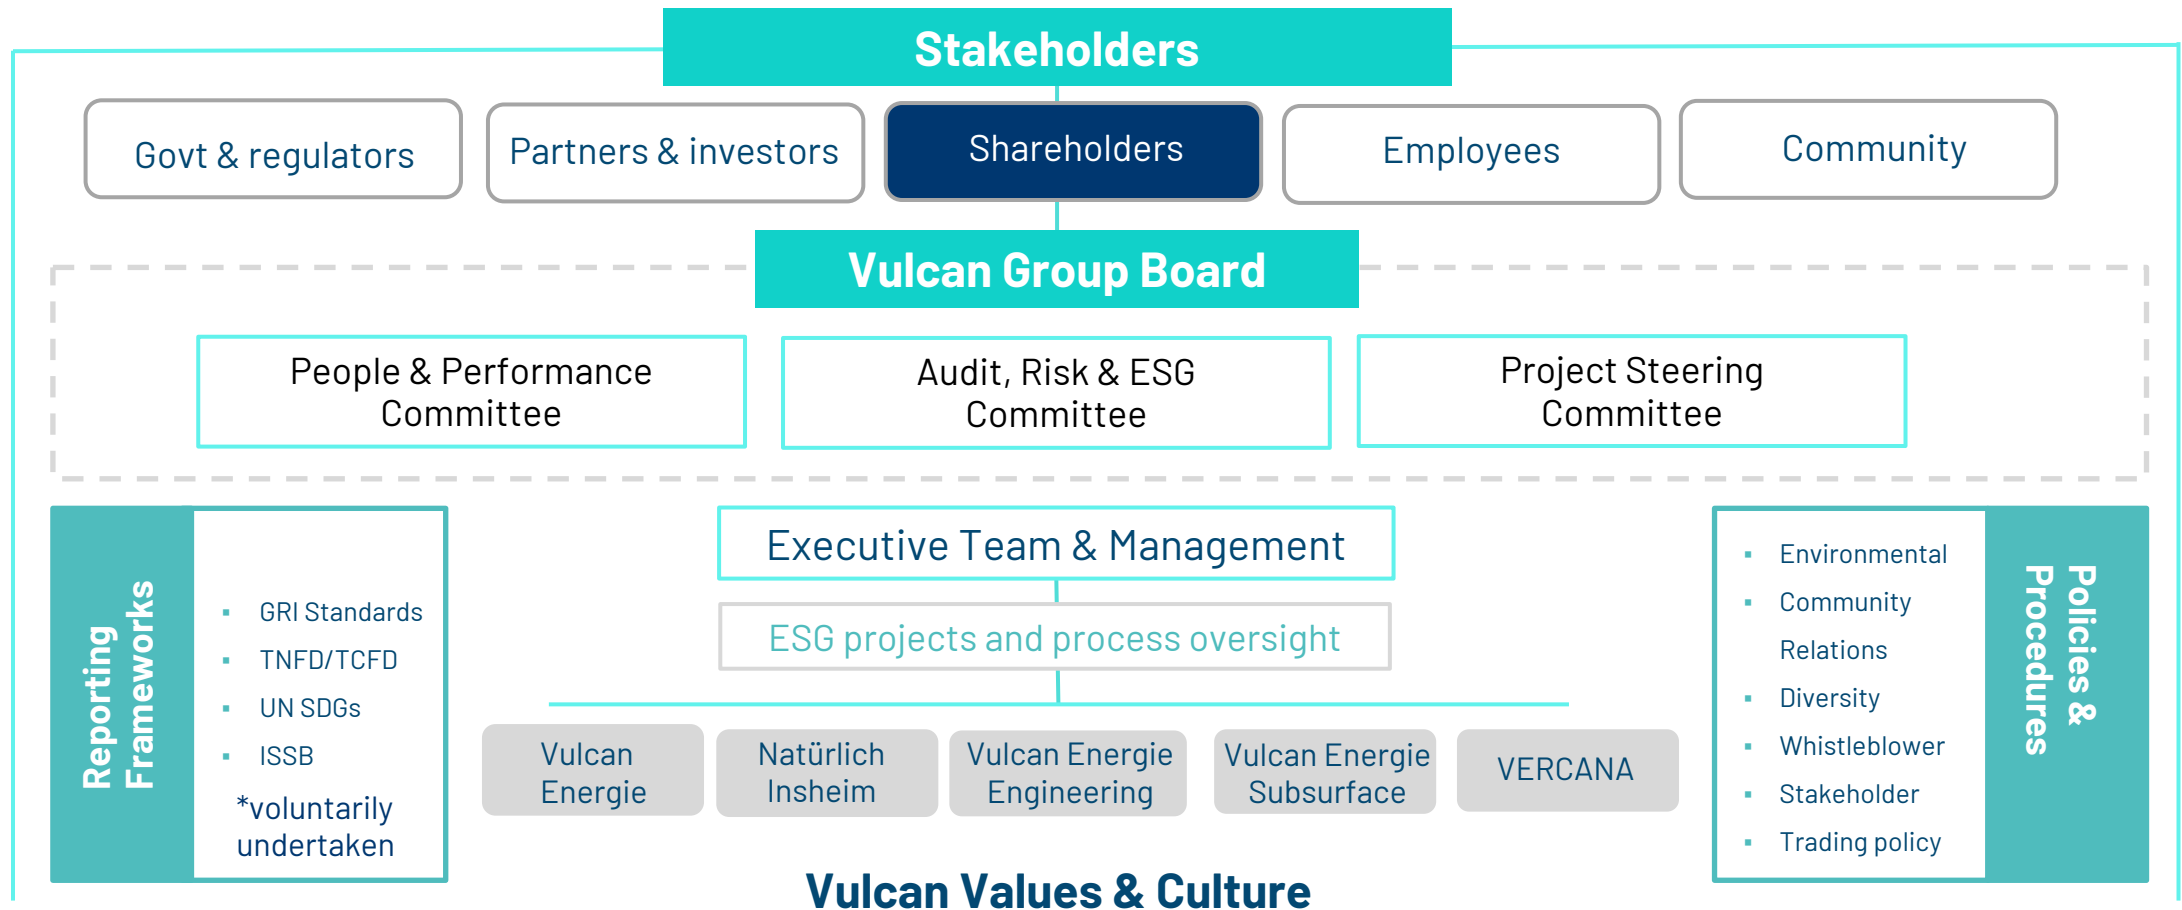 Stakeholders
Govt & regulators
Partners & investors
Shareholders
Employees
Community
Vulcan Group Board
People & Performance
Committee
Audit, Risk & ESG
Committee
Project Steering
Committee
Reporting
Frameworks
▪ GRI Standards
▪ TNFD/TCFD
▪ UN SDGs
▪ ISSB
*voluntarily
undertaken
Executive Team & Management
ESG projects and process oversight
Vulcan
Energie
Natürlich
Insheim
Vulcan Energie
Engineering
Vulcan Energie
Subsurface
VERCANA
▪ Environmental
▪ Community
Relations
▪ Diversity
▪ Whistleblower
▪ Stakeholder
▪ Trading policy
Policies &
Procedures
Vulcan Values & Culture